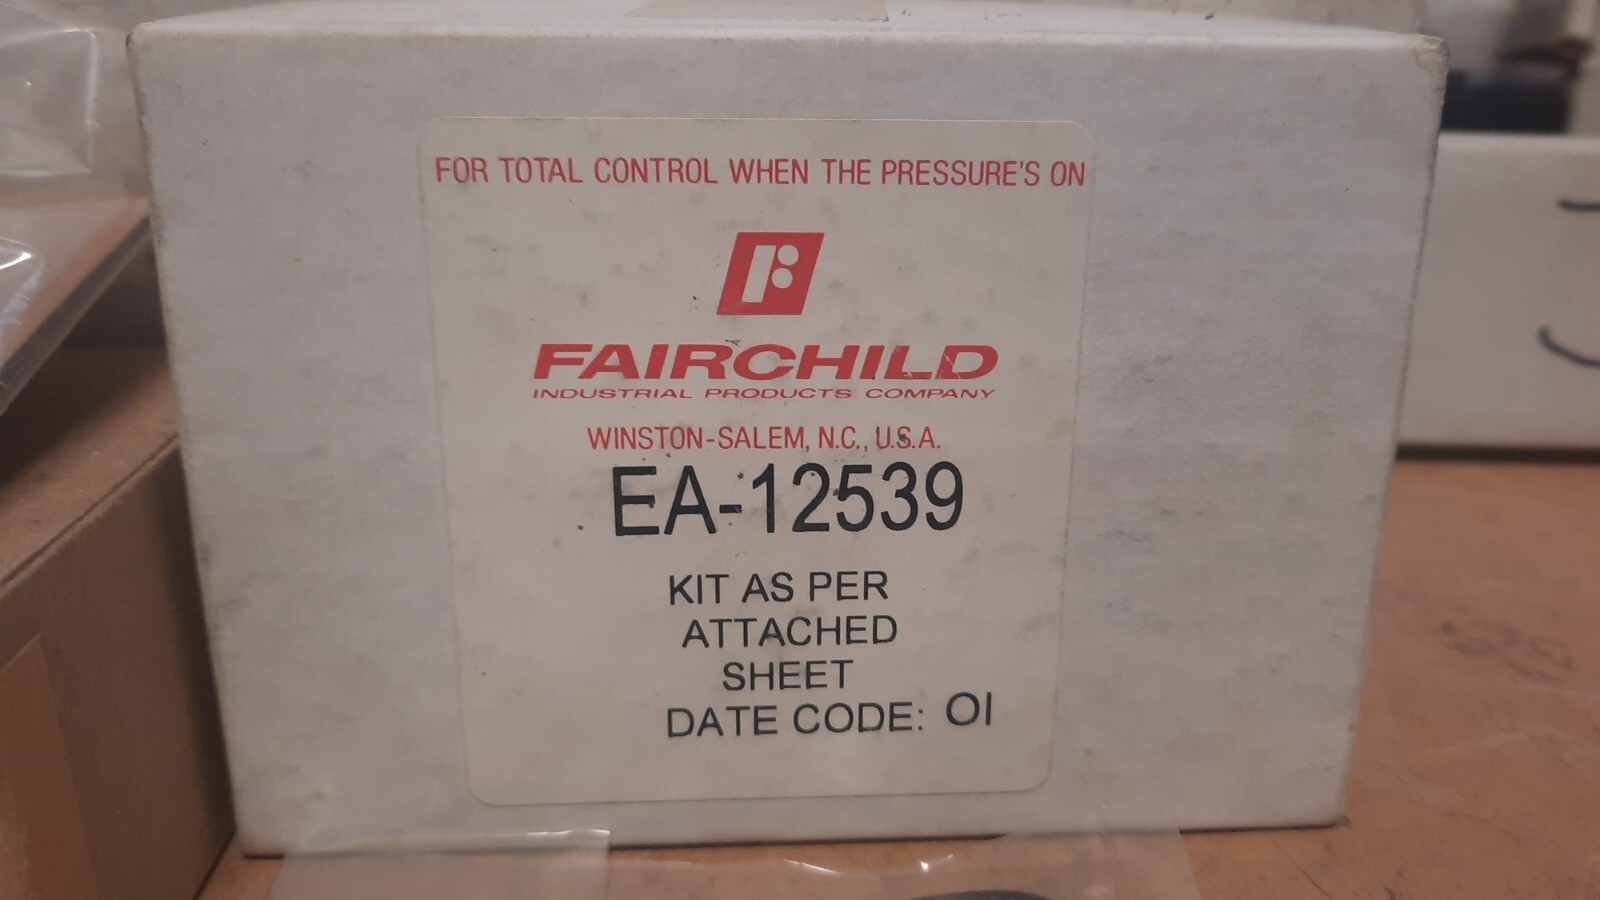 FOR TOTAL CONTROL WHEN THE PRESSURE'S ON
FAIRCHILD
INDUSTRIAL PRODUCTS COMPANY
WINSTON-SALEM, N.C., U.S.A.
EA-12539
KIT AS PER
ATTACHED
SHEET
DATE CODE: OI